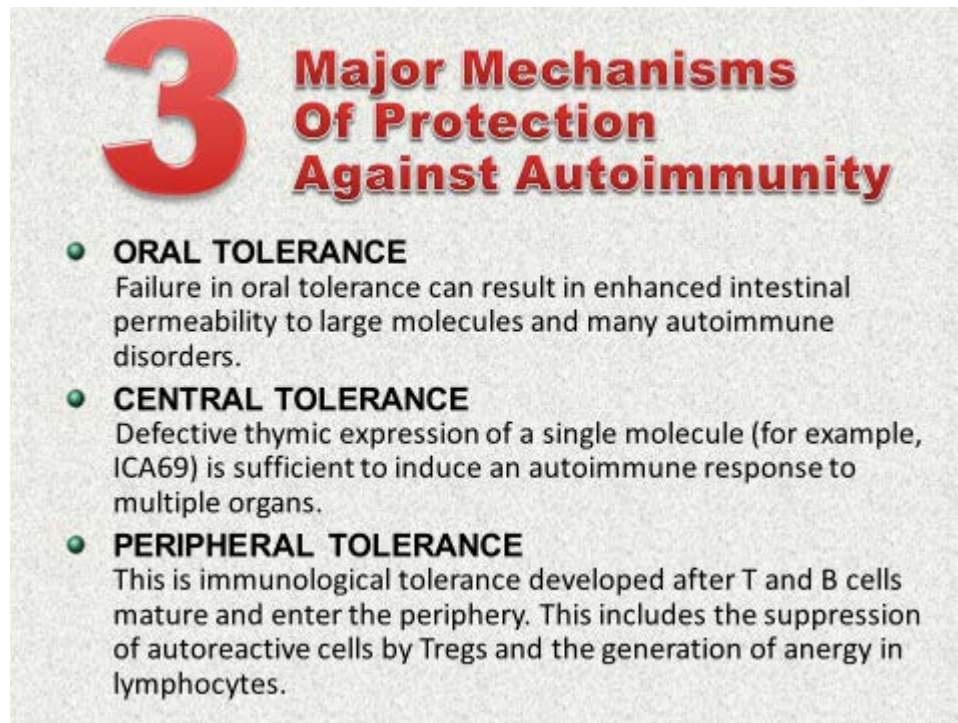 3
Major Mechanisms
Of Protection
Against Autoimmunity
ORAL TOLERANCE
Failure in oral tolerance can result in enhanced intestinal
permeability to large molecules and many autoimmune
disorders.
CENTRAL TOLERANCE
Defective thymic expression of a single molecule (for example,
ICA69) is sufficient to induce an autoimmune response to
multiple organs.
PERIPHERAL TOLERANCE
This is immunological tolerance developed after T and B cells
mature and enter the periphery. This includes the suppression
of autoreactive cells by Tregs and the generation of anergy in
lymphocytes.